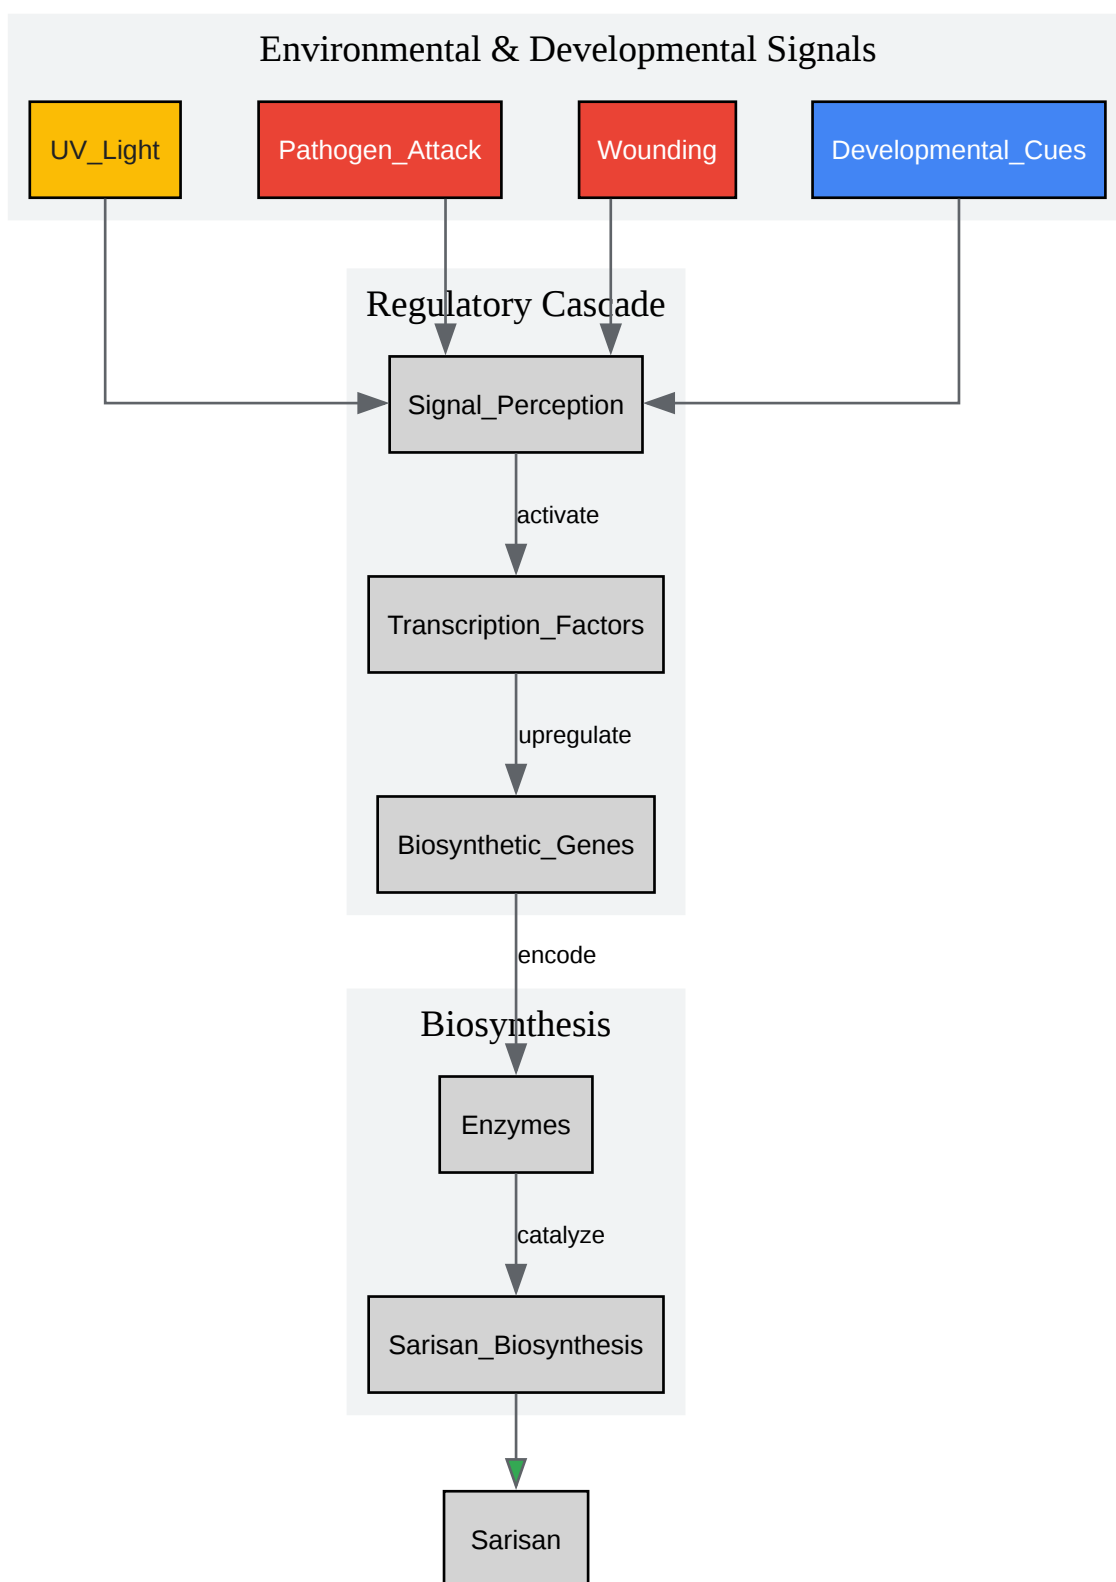 Environmental & Developmental Signals
UV_Light
Pathogen_Attack
Wounding
Developmental_Cues
Regulatory Cascade
Signal_Perception
activate
Transcription_Factors
upregulate
Biosynthetic_Genes
encode
Biosynthesis
Enzymes
catalyze
Sarisan_Biosynthesis
Sarisan